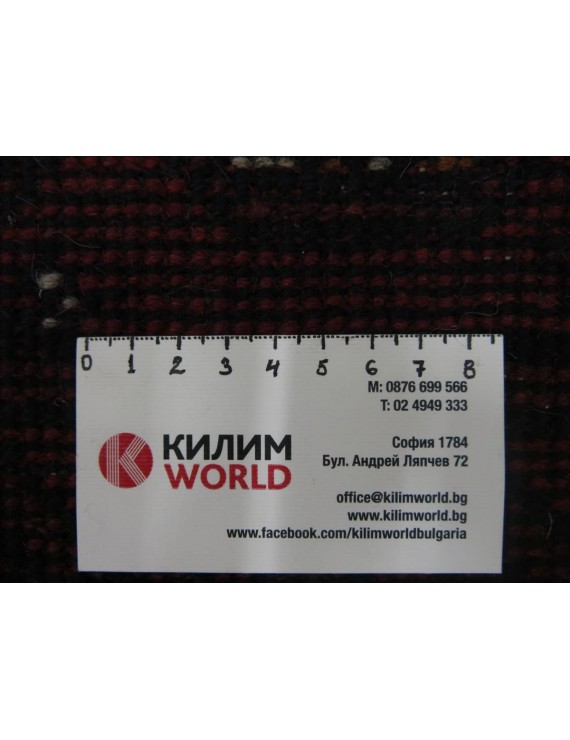 0 1 2 3 4 5 6 7 8
M: 0876 699 566
T: 02 4949 333
КИЛИМ
WORLD
София 1784
Бул. Андрей Ляпчев 72
office@kilimworld.bg
www.kilimworld.bg
www.facebook.com/kilimworldbulgaria